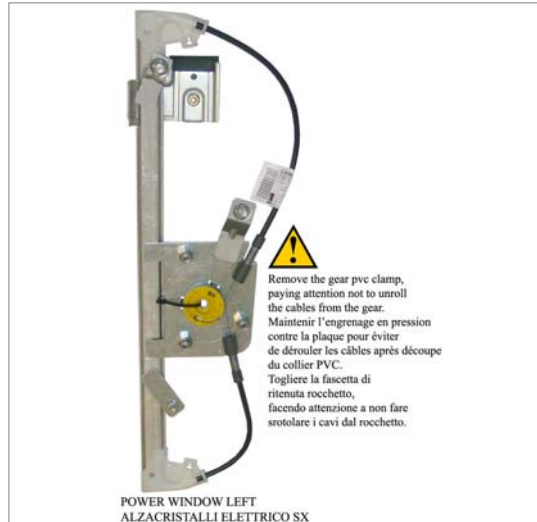 Remove the gear pvc clamp,
paying attention not to unroll
the cables from the gear.
Maintenir l'engrenage en pression
contre la plaque pour éviter
de dérouler les câbles après découpe
du collier PVC.
Togliere la fascetta di
ritenuta rocchetto,
facendo attenzione a non fare
srotolare i cavi dal rocchetto.
POWER WINDOW LEFT
ALZACRISTALLI ELETTRICO SX